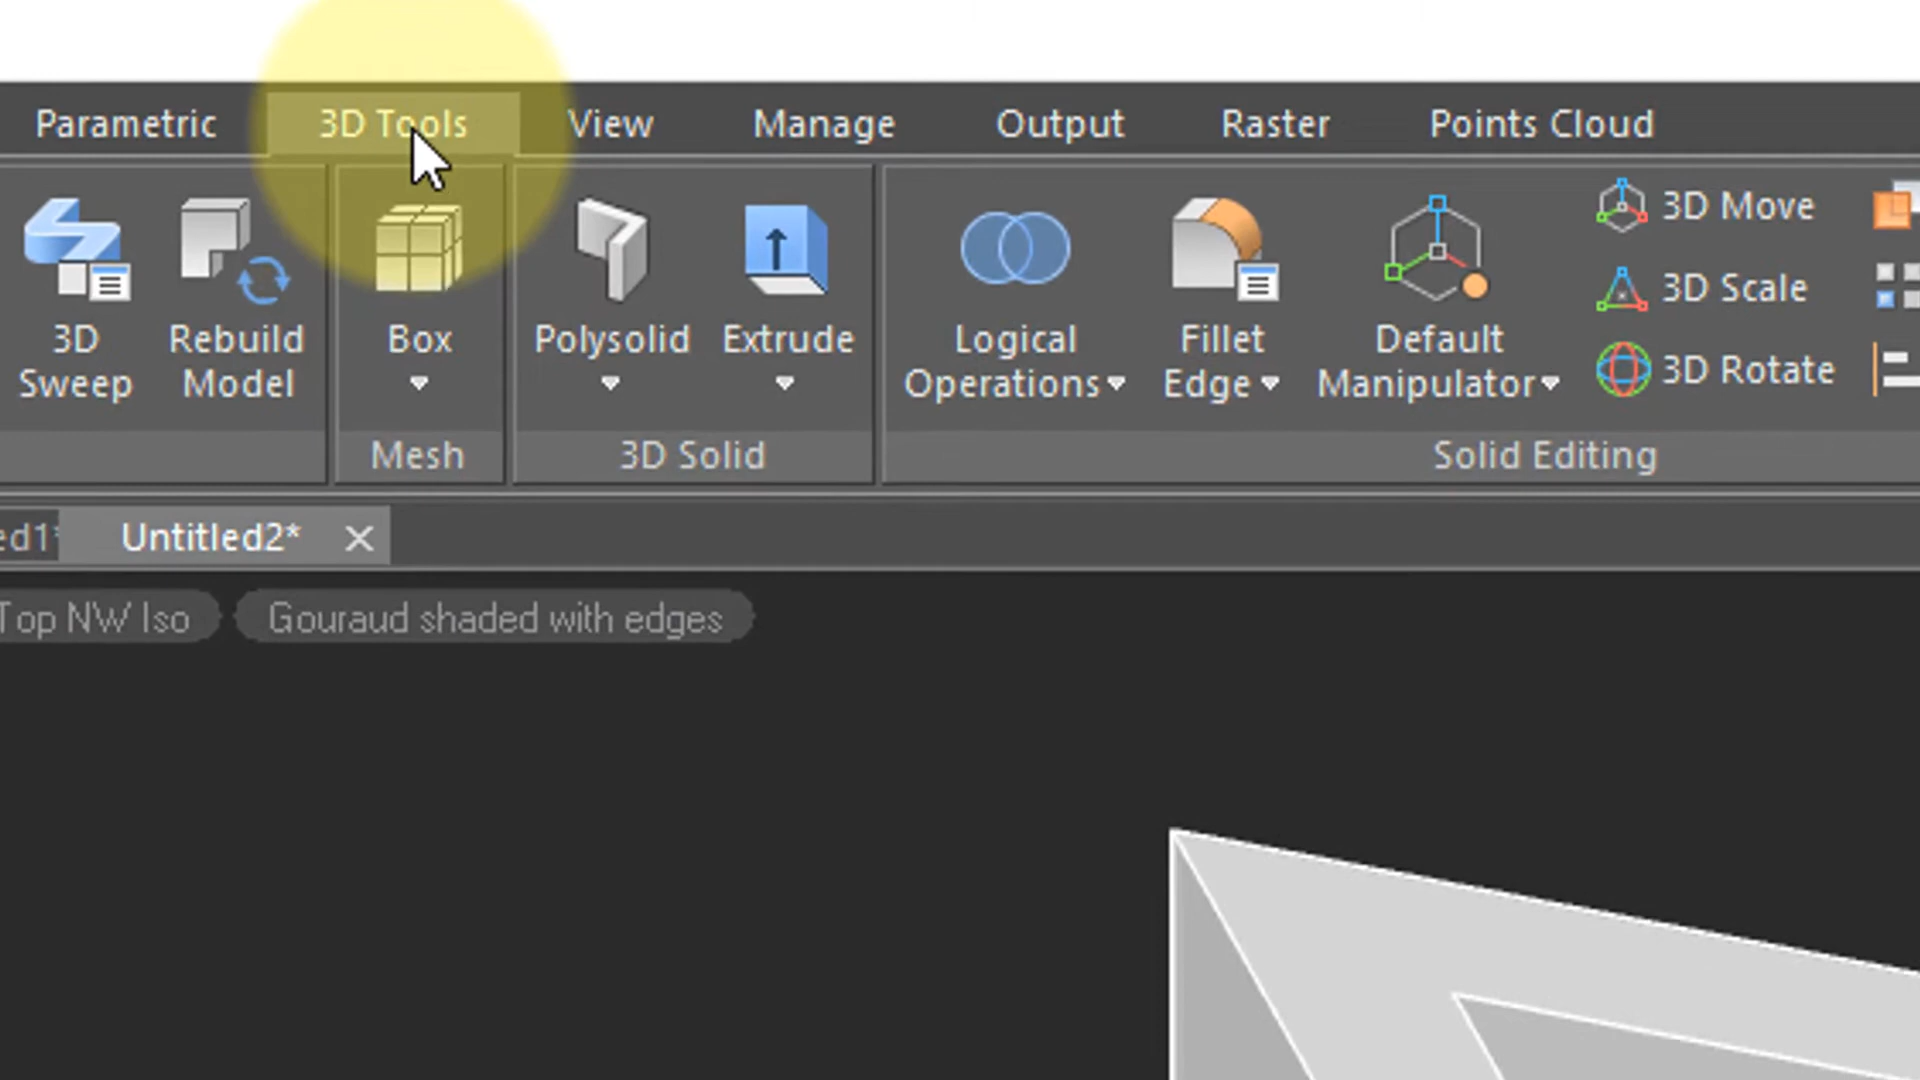 Parametric 3D Tools View Manage Output Raster Points Cloud
3D Sweep
Rebuild Model
Box
Polysolid
Extrude
Logical Operations
Fillet Edge
Default Manipulator
3D Move
3D Scale
3D Rotate
Mesh
3D Solid
Solid Editing
ed1*
Untitled2*
Top NW Iso
Gouraud shaded with edges